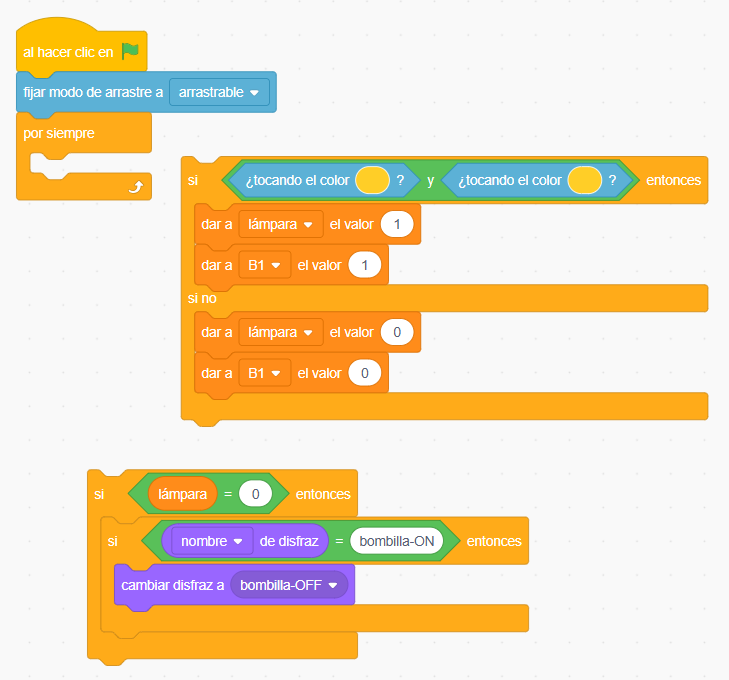 al hacer clic en
fijar modo de arrastre a arrastrable
por siempre
si ¿tocando el color ? y ¿tocando el color ? entonces
dar a lámpara el valor 1
dar a B1 el valor 1
si no
dar a lámpara el valor 0
dar a B1 el valor 0
si lámpara = 0 entonces
si nombre de disfraz = bombilla-ON entonces
cambiar disfraz a bombilla-OFF